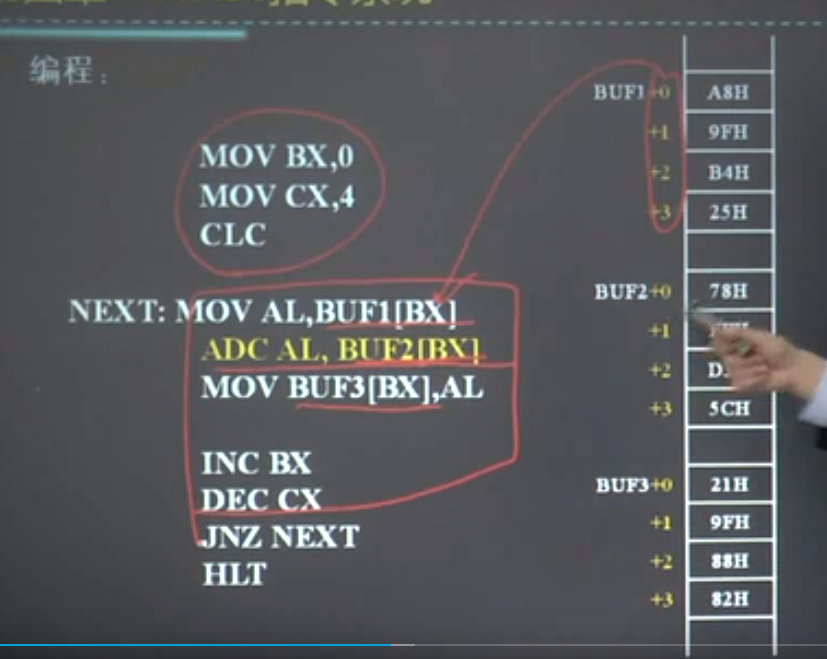 编程：
MOV BX,0
MOV CX,4
CLC
NEXT: MOV AL,BUF1[BX]
ADC AL, BUF2[BX]
MOV BUF3[BX],AL
INC BX
DEC CX
JNZ NEXT
HLT
BUF1+0 A8H
+1 9FH
+2 B4H
+3 25H
BUF2+0 78H
+1
+2
+3 5CH
BUF3+0 21H
+1 9FH
+2 88H
+3 82H